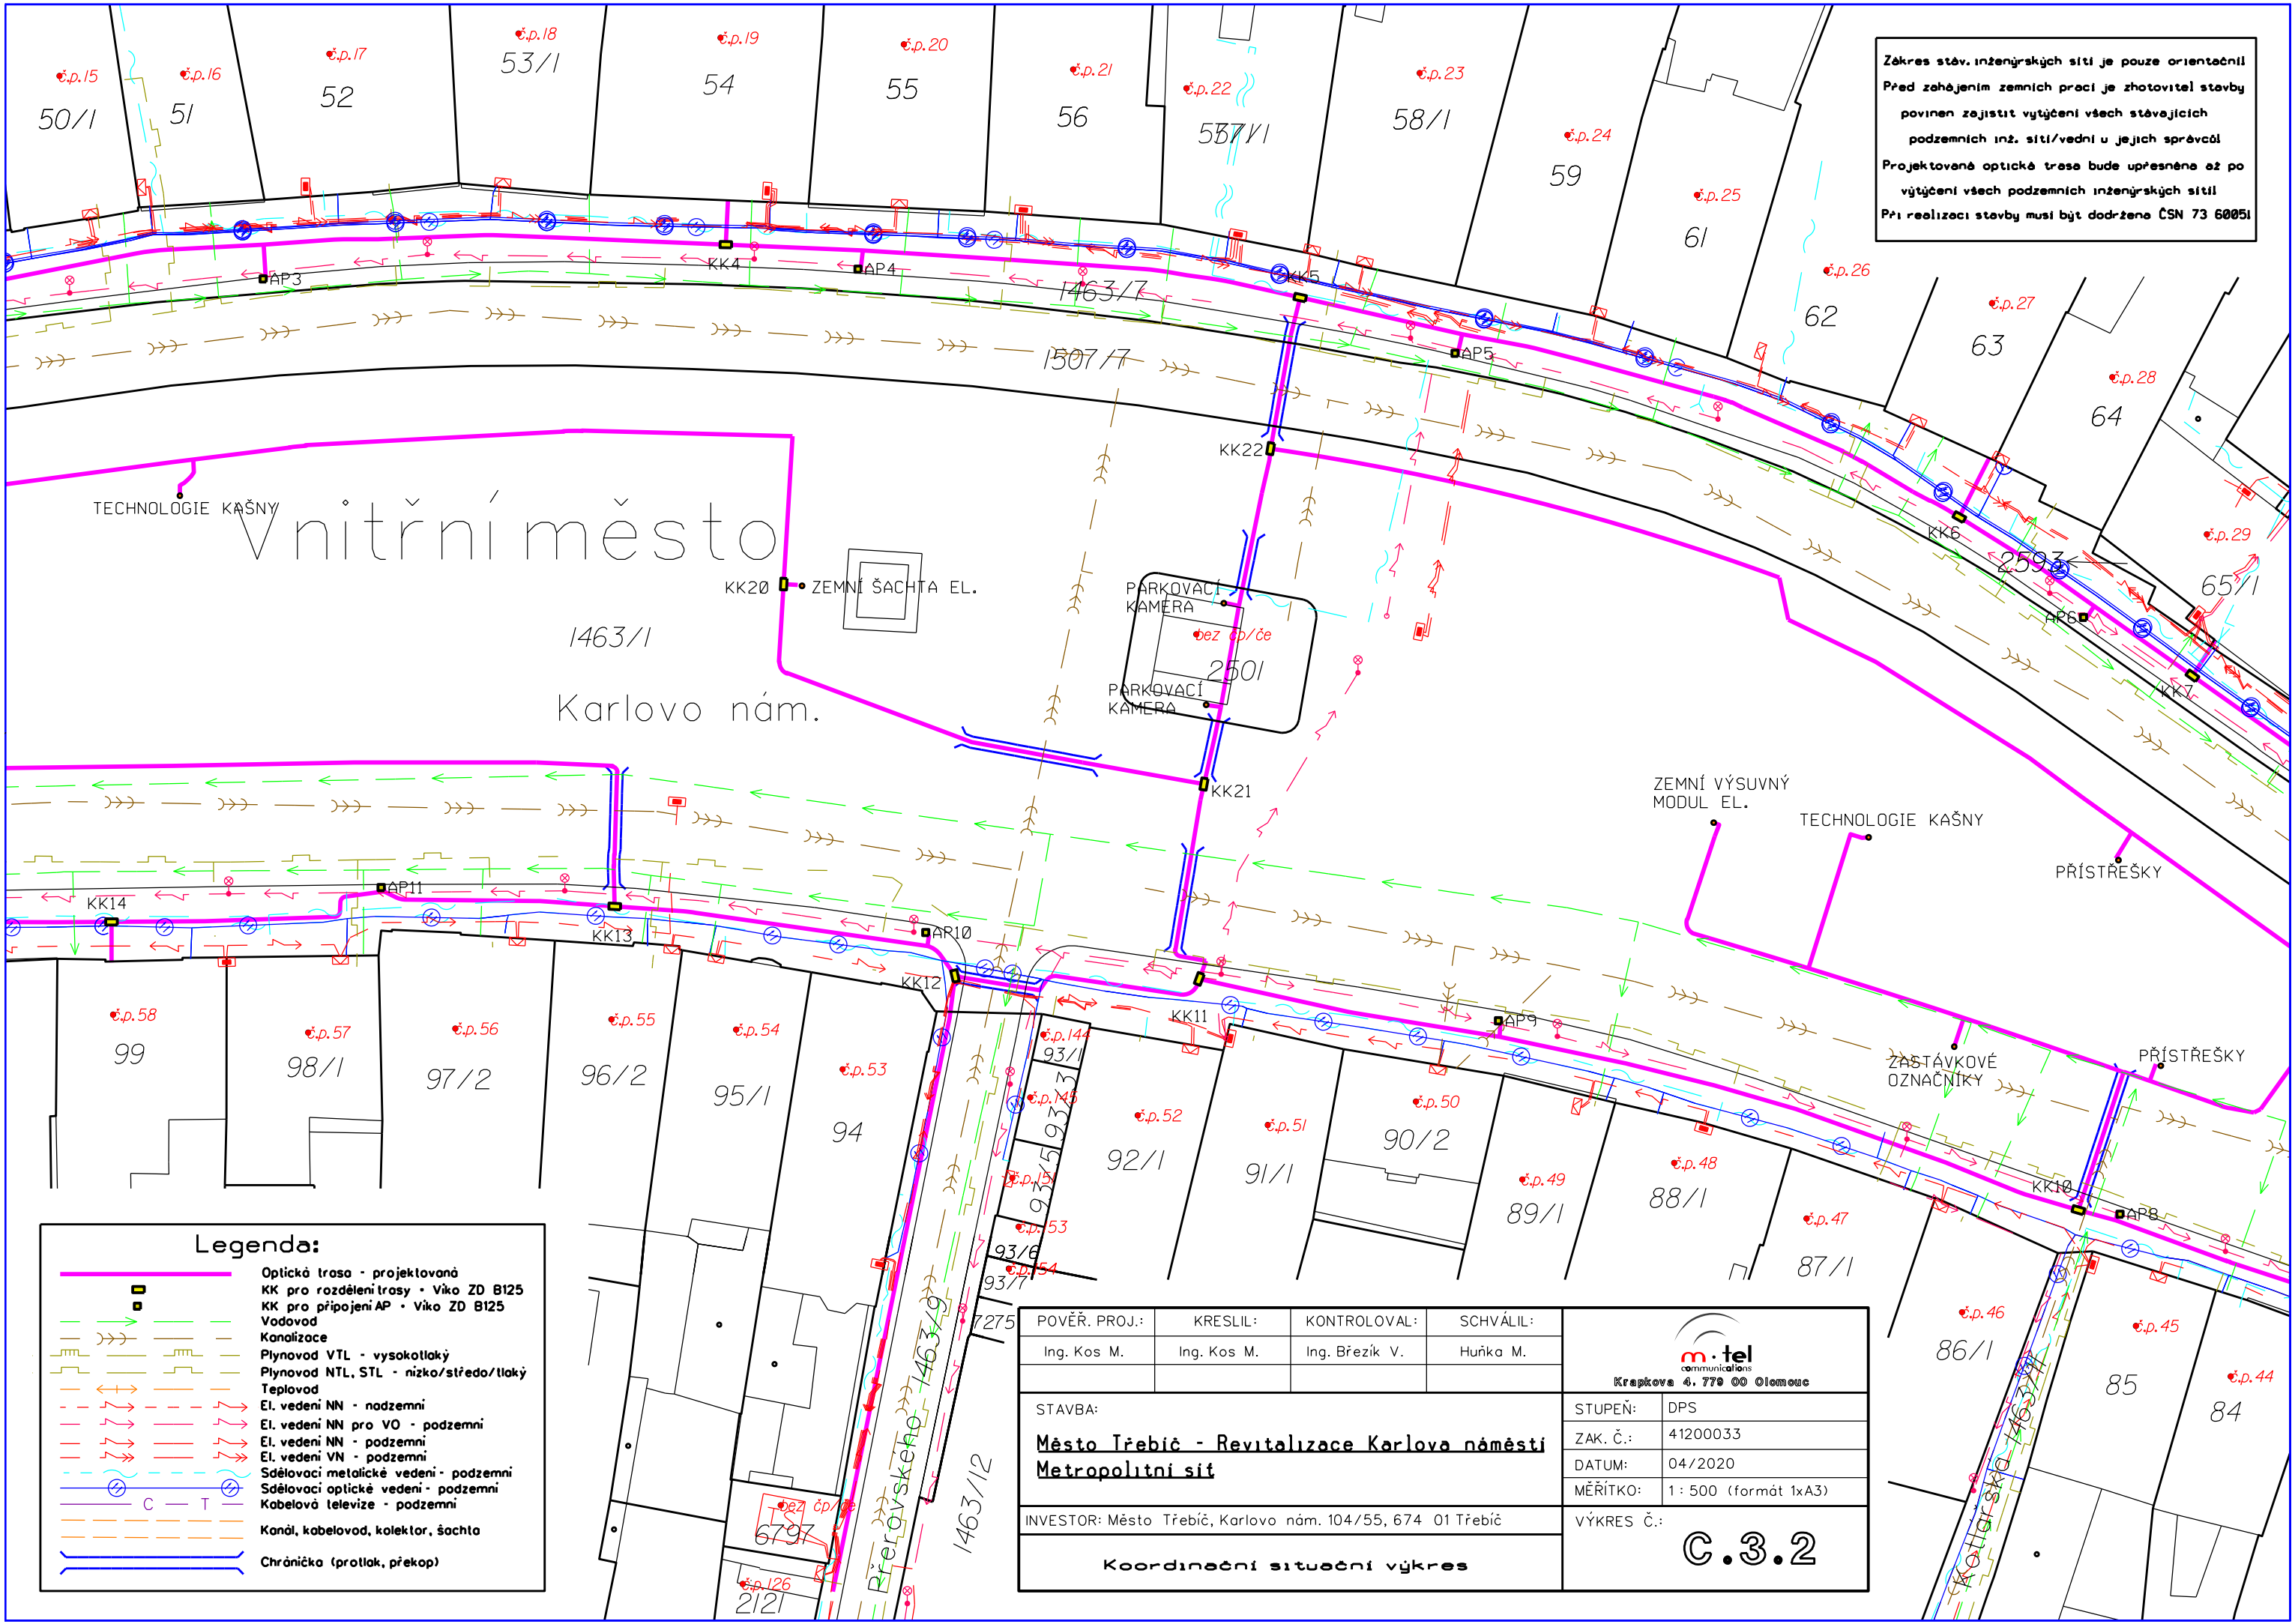 č.p.15
č.p.16
č.p.17
č.p.18
č.p.19
č.p.20
č.p.21
č.p.22
č.p.23
č.p.24
č.p.25
č.p.26
č.p.27
č.p.28
č.p.29
50/1
51
52
53/1
54
55
56
58/1
59
61
62
63
64
65/1
Zákres stáv. inženýrských sítí je pouze orientační!
Před zahájením zemních prací je zhotovitel stavby
povinen zajistit vytýčení všech stávajících
podzemních inž. sítí/vední u jejich správců!
Projektovaná optická trasa bude upřesněna až po
výtýčení všech podzemních inženýrských sítí!
Při realizaci stavby musí být dodržena ČSN 73 6005!
AP3
KK4
AP4
1463/7
KK5
AP5
1507/7
KK22
KK6
2593
AP6
KK7
TECHNOLOGIE KAŠNY
Vnitřní město
KK20
ZEMNÍ ŠACHTA EL.
PARKOVACÍ
KAMERA
bez čp/če
2501
PARKOVACÍ
KAMERA
1463/1
Karlovo nám.
KK21
ZEMNÍ VÝSUVNÝ
MODUL EL.
TECHNOLOGIE KAŠNY
PŘÍSTŘEŠKY
KK14
AP11
KK13
AP10
KK12
KK11
AP9
ZASTÁVKOVÉ
OZNAČNÍKY
PŘÍSTŘEŠKY
KK10
AP8
č.p.58
99
č.p.57
98/1
č.p.56
97/2
č.p.55
96/2
č.p.54
95/1
č.p.53
94
č.p.144
93/1
č.p.145
93/3
93/5
č.p.151
č.p.153
93/6
č.p.154
93/7
7275
č.p.52
92/1
č.p.51
91/1
č.p.50
90/2
č.p.49
89/1
č.p.48
88/1
č.p.47
87/1
č.p.46
86/1
č.p.45
85
č.p.44
84
Přerovského
1463/9
1463/12
Kotlářská
bez čp/če
6797
č.p.126
212
Legenda:
Optická trasa - projektovaná
KK pro rozdělení trasy + Víko ZD B125
KK pro připojení AP + Víko ZD B125
Vodovod
Kanalizace
Plynovod VTL - vysokotlaký
Plynovod NTL, STL - nízko/středo/tlaký
Teplovod
El. vedení NN - nadzemní
El. vedení NN pro VO - podzemní
El. vedení NN - podzemní
El. vedení VN - podzemní
Sdělovací metalické vedení - podzemní
Sdělovací optické vedení - podzemní
C T Kabelová televize - podzemní
Kanál, kabelovod, kolektor, šachta
Chránička (protlak, překop)
POVĚŘ. PROJ.: KRESLIL: KONTROLOVAL: SCHVÁLIL:
Ing. Kos M. Ing. Kos M. Ing. Březík V. Huňka M.
m·tel
communications
Krapkova 4, 779 00 Olomouc
STAVBA:
Město Třebíč - Revitalizace Karlova náměstí
Metropolitní síť
STUPEŇ: DPS
ZAK. Č.: 41200033
DATUM: 04/2020
MĚŘÍTKO: 1 : 500 (formát 1xA3)
INVESTOR: Město Třebíč, Karlovo nám. 104/55, 674 01 Třebíč
Koordinační situační výkres
VÝKRES Č.:
C.3.2